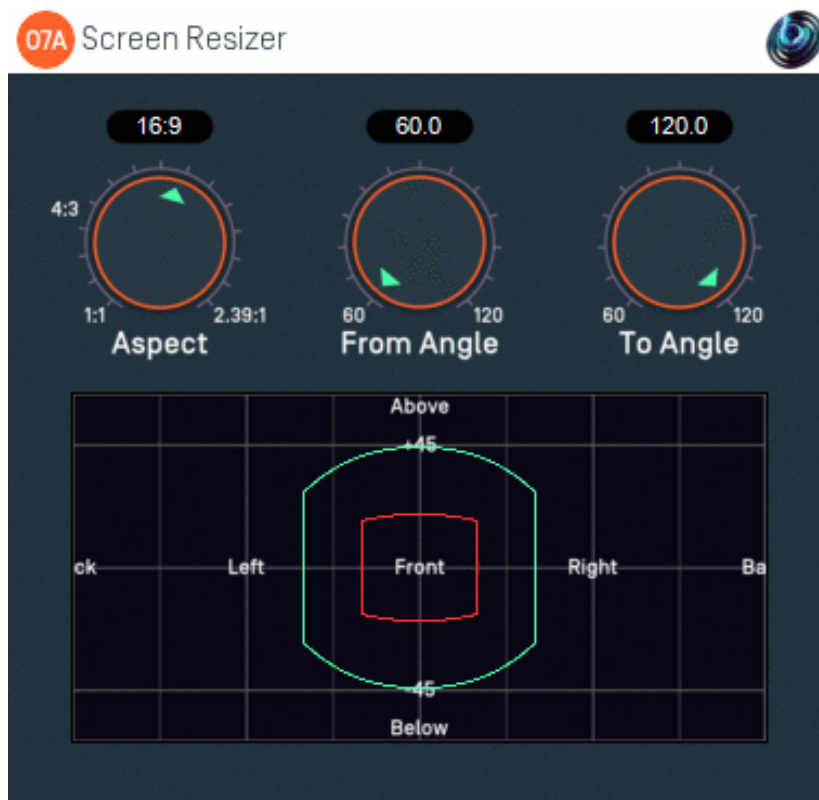 O7A Screen Resizer
16:9 60.0 120.0
4:3
1:1 2.39:1 60 120 60 120
Aspect From Angle To Angle
Above
+45
ck Left Front Right Ba
-45
Below